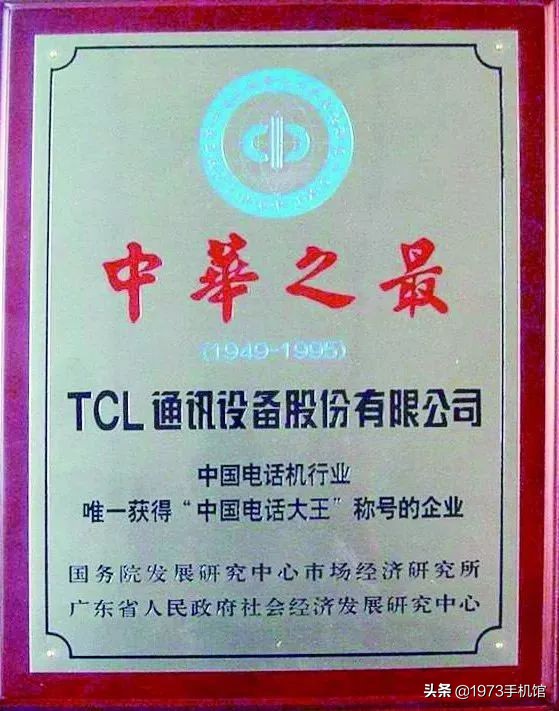 中華之最
(1949-1995)
TCL 通讯设备股份有限公司
中国电话机行业
唯一获得“中国电话大王”称号的企业
国务院发展研究中心市场经济研究所
广东省人民政府社会经济发展研究中心
头条 @1973手机馆